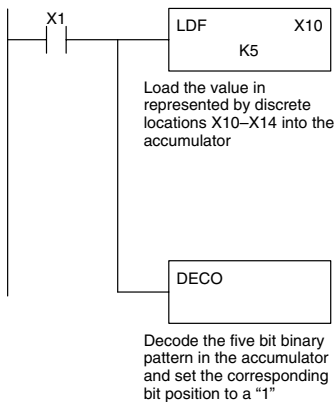 X1
LDF X10
K5
Load the value in
represented by discrete
locations X10–X14 into the
accumulator
DECO
Decode the five bit binary
pattern in the accumulator
and set the corresponding
bit position to a “1”